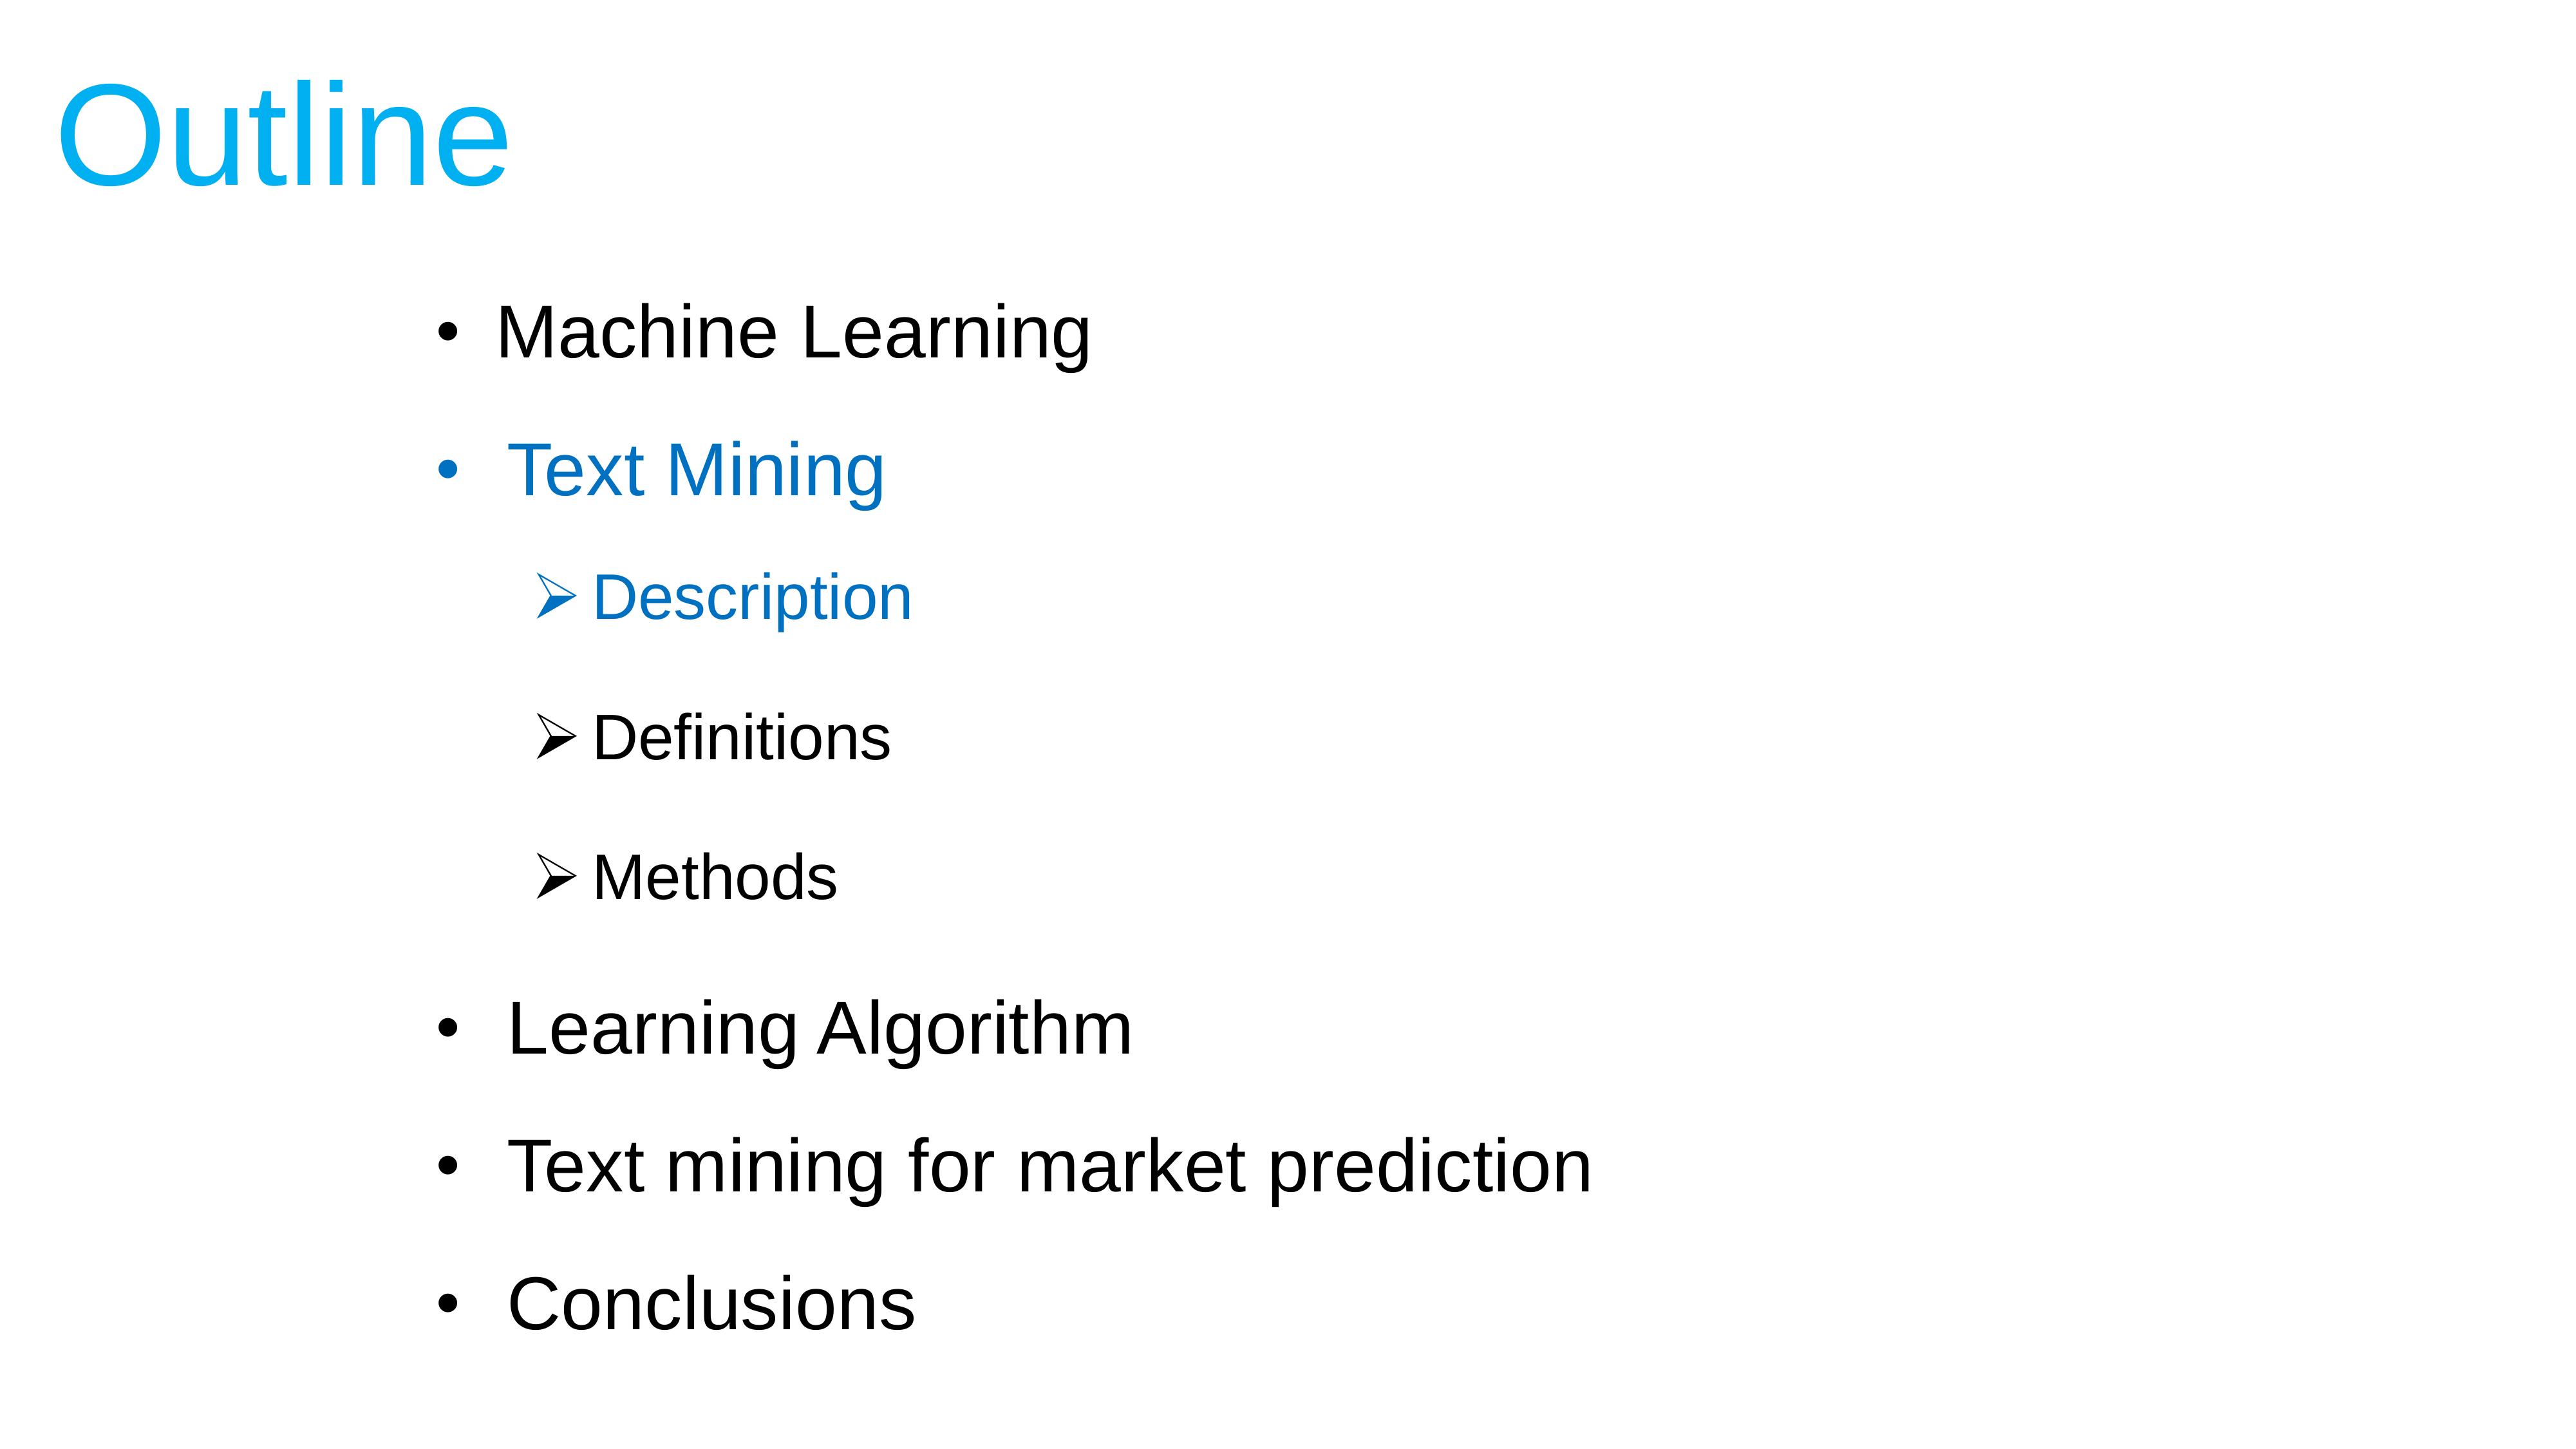 Outline
• Machine Learning
• Text Mining
➢ Description
➢ Definitions
➢ Methods
• Learning Algorithm
• Text mining for market prediction
• Conclusions